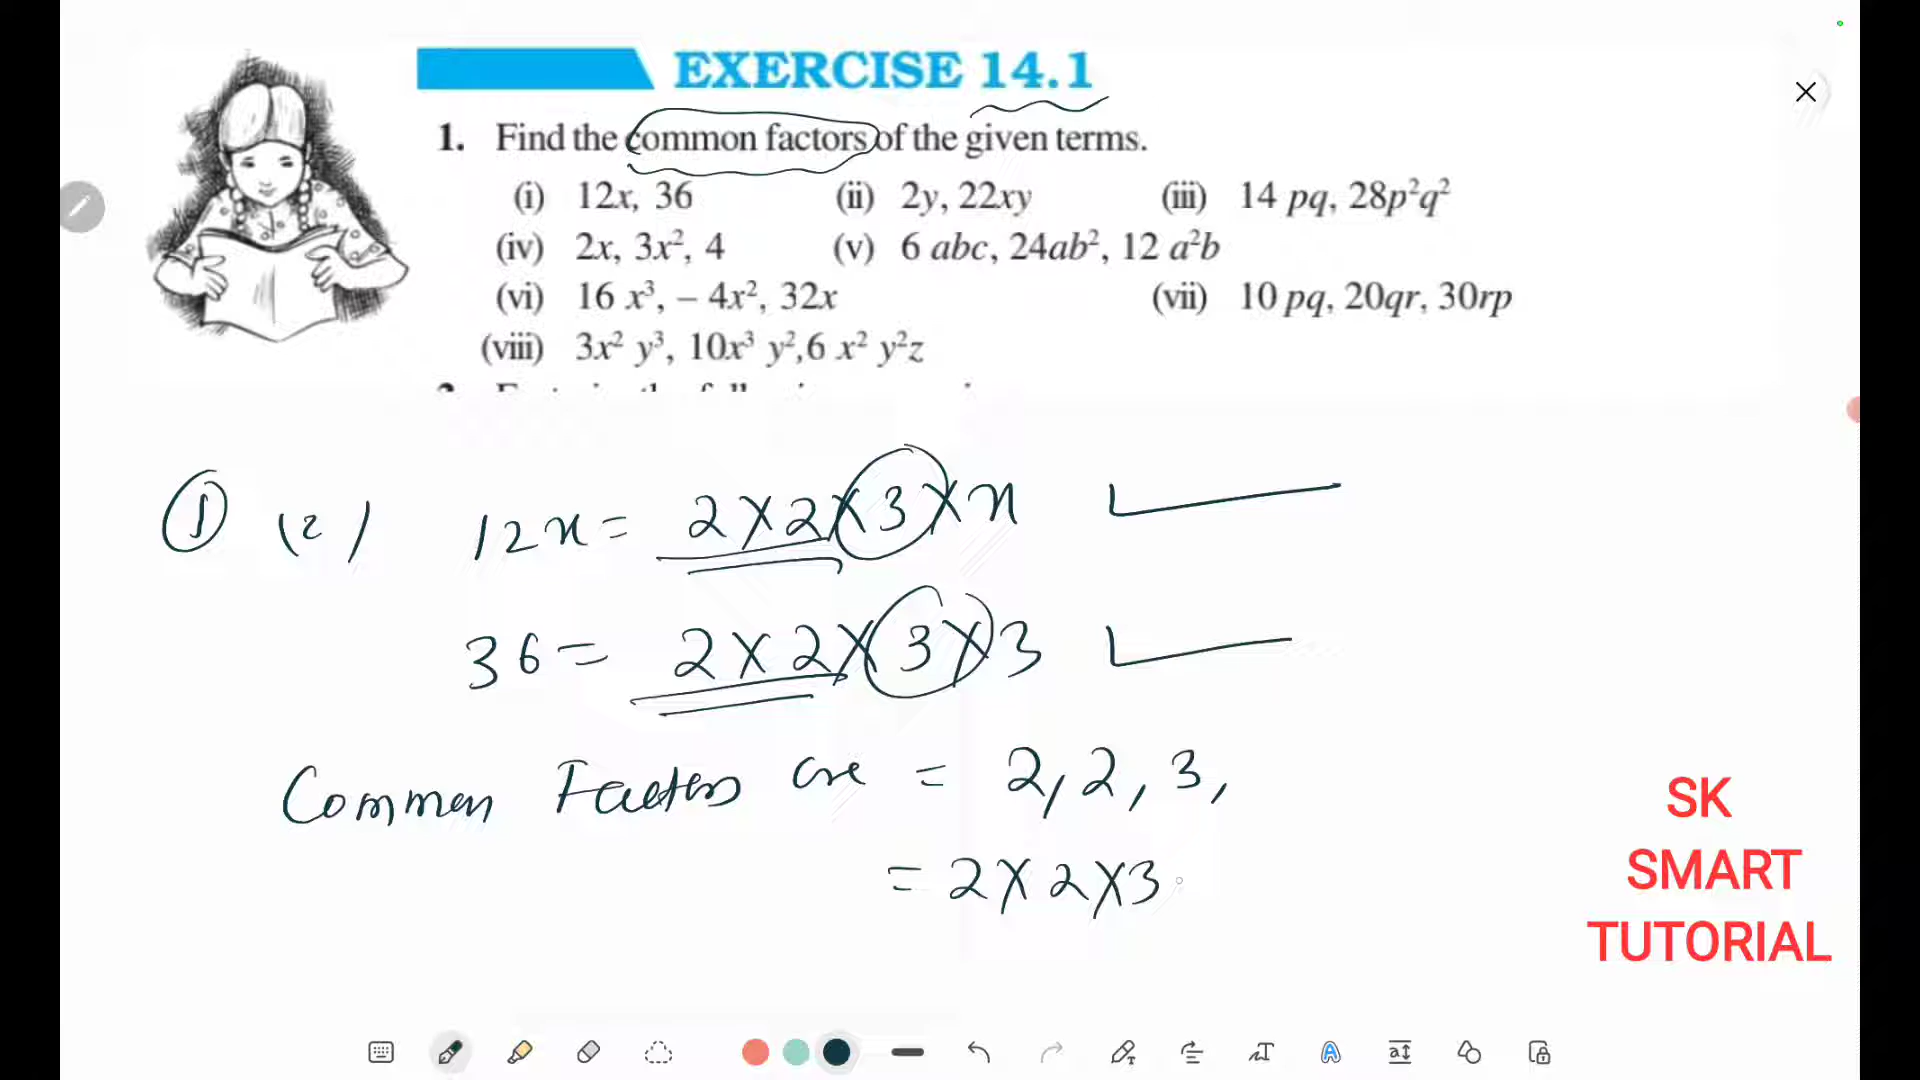 EXERCISE 14.1
1. Find the common factors of the given terms.
(i) 12x, 36 (ii) 2y, 22xy (iii) 14 pq, 28p²q²
(iv) 2x, 3x², 4 (v) 6 abc, 24ab², 12 a²b
(vi) 16 x³, – 4x², 32x (vii) 10 pq, 20qr, 30rp
(viii) 3x² y³, 10x³ y²,6 x² y²z
① 12x = 2×2×3×x
36 = 2×2×3×3
Common Factors are = 2, 2, 3,
= 2×2×3
SK
SMART
TUTORIAL